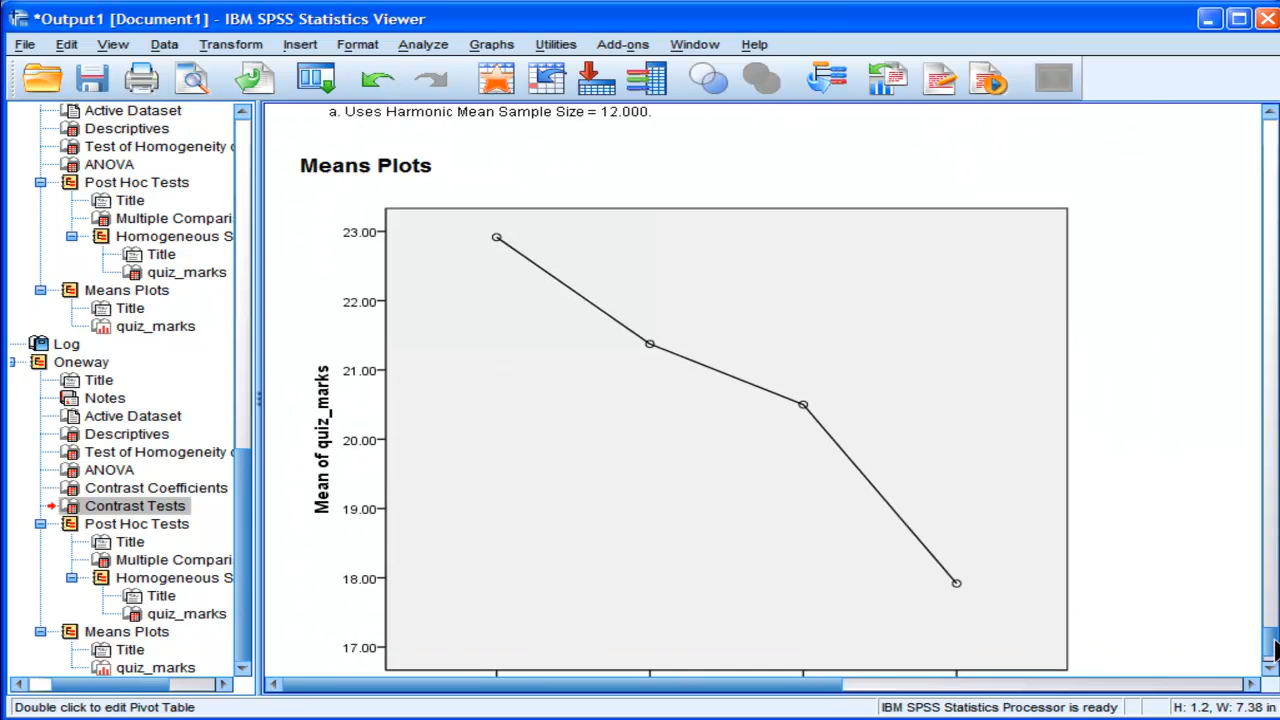 *Output1 [Document1] - IBM SPSS Statistics Viewer
File Edit View Data Transform Insert Format Analyze Graphs Utilities Add-ons Window Help
Active Dataset
Descriptives
Test of Homogeneity
ANOVA
Post Hoc Tests
Title
Multiple Compari
Homogeneous S
Title
quiz_marks
Means Plots
Title
quiz_marks
Log
Oneway
Title
Notes
Active Dataset
Descriptives
Test of Homogeneity
ANOVA
Contrast Coefficients
Contrast Tests
Post Hoc Tests
Title
Multiple Compari
Homogeneous S
Title
quiz_marks
Means Plots
Title
quiz_marks
a. Uses Harmonic Mean Sample Size = 12.000.
Means Plots
Mean of quiz_marks
23.00
22.00
21.00
20.00
19.00
18.00
17.00
Double click to edit Pivot Table
IBM SPSS Statistics Processor is ready
H: 1.2, W: 7.38 in